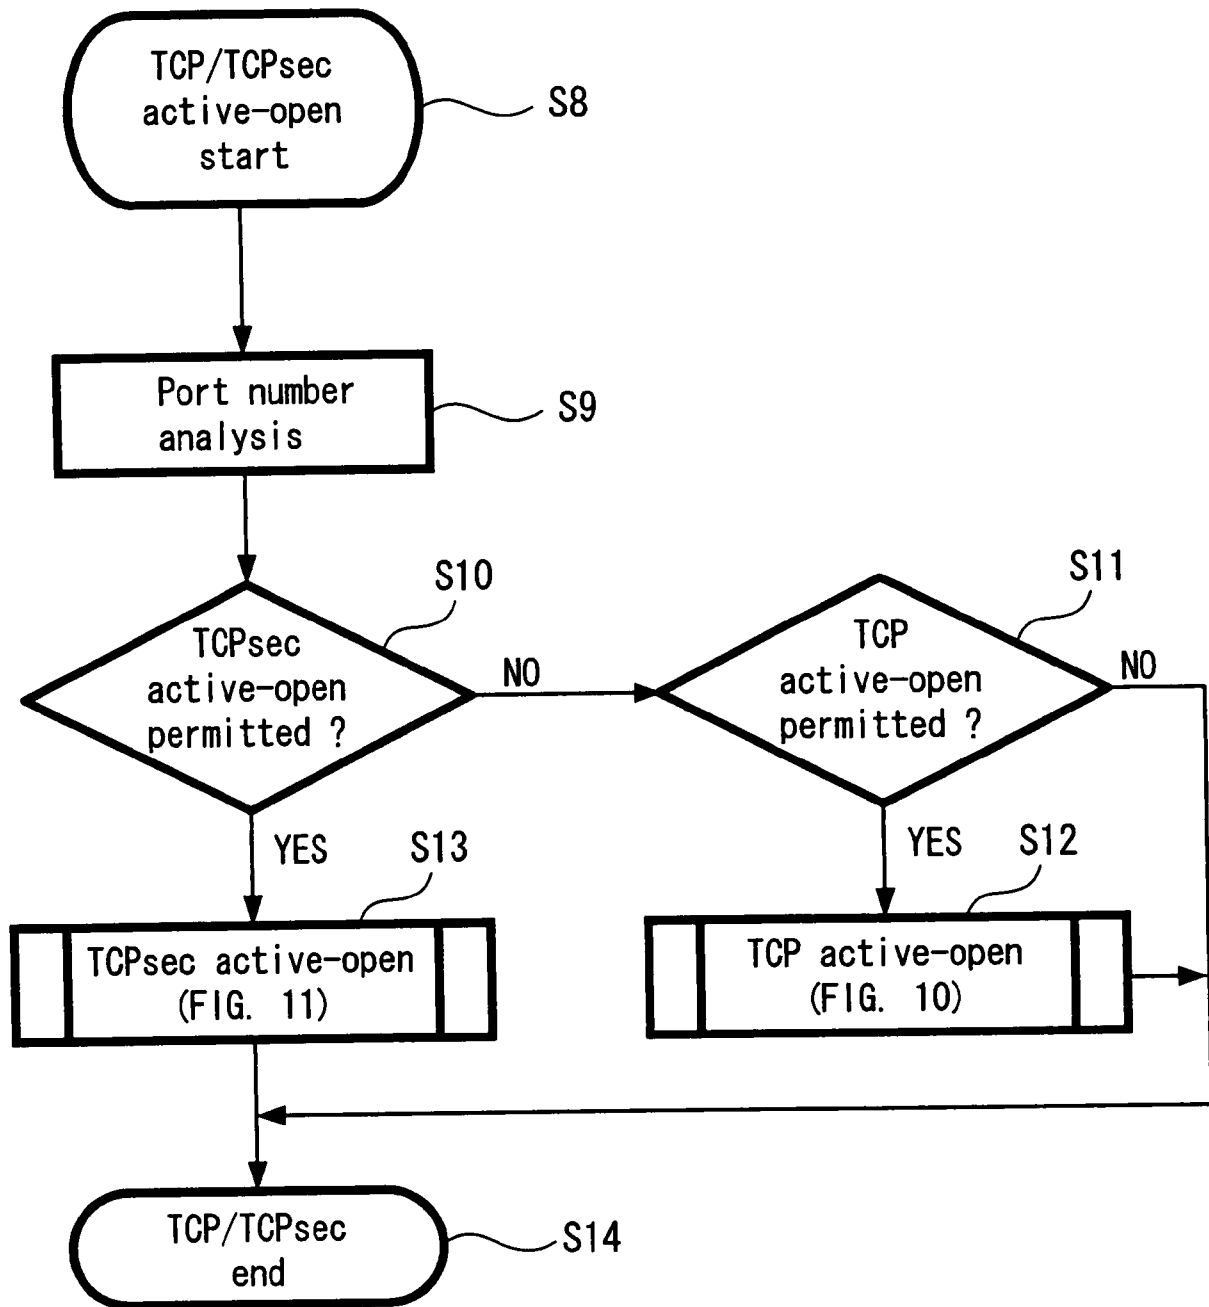 TCP/TCPsec
active-open
start
S8
Port number
analysis
S9
S10
TCPsec
active-open
permitted ?
NO
YES
S11
TCP
active-open
permitted ?
NO
YES
S13
TCPsec active-open
(FIG. 11)
S12
TCP active-open
(FIG. 10)
TCP/TCPsec
end
S14